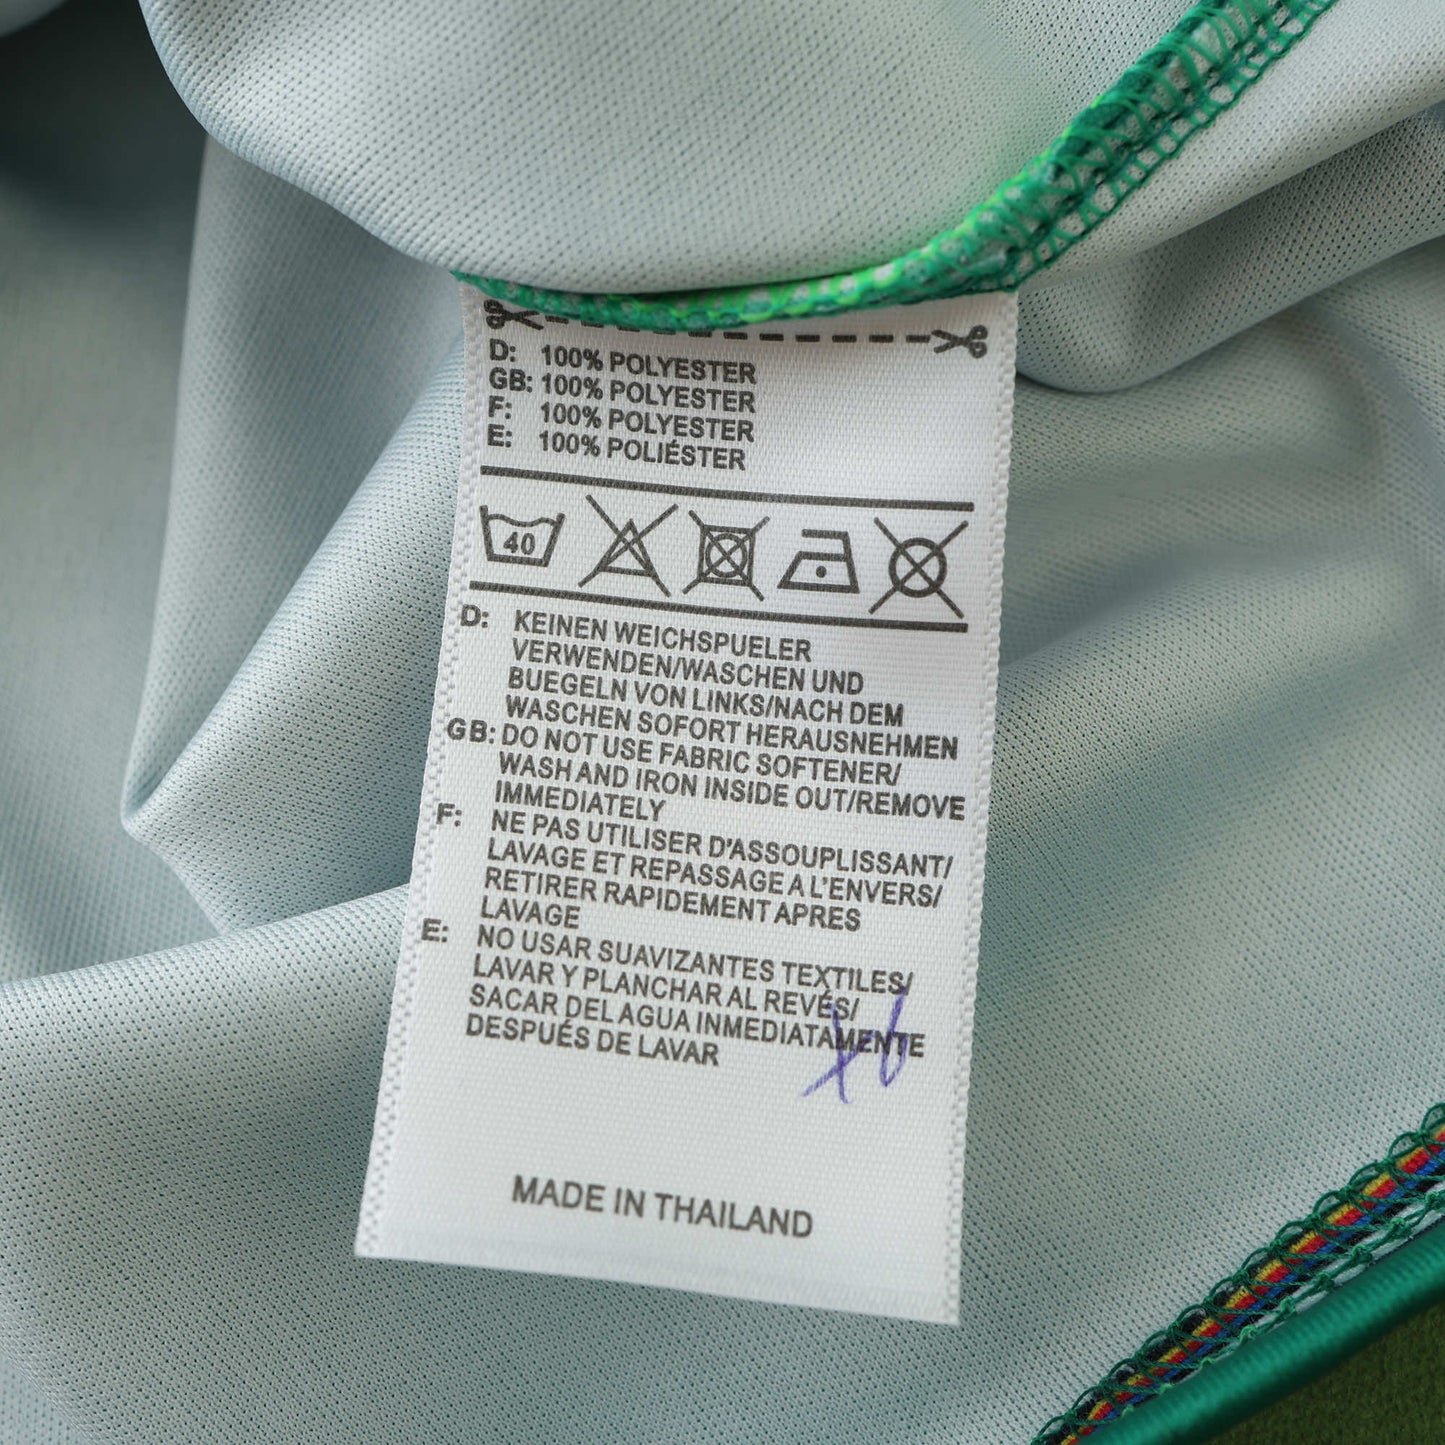 D: 100% POLYESTER
GB: 100% POLYESTER
F: 100% POLYESTER
E: 100% POLIÉSTER
40
D: KEINEN WEICHSPUELER
VERWENDEN/WASCHEN UND
BUEGELN VON LINKS/NACH DEM
WASCHEN SOFORT HERAUSNEHMEN
GB: DO NOT USE FABRIC SOFTENER/
WASH AND IRON INSIDE OUT/REMOVE
IMMEDIATELY
F: NE PAS UTILISER D'ASSOUPLISSANT/
LAVAGE ET REPASSAGE A L'ENVERS/
RETIRER RAPIDEMENT APRES
LAVAGE
E: NO USAR SUAVIZANTES TEXTILES/
LAVAR Y PLANCHAR AL REVÉS/
SACAR DEL AGUA INMEDIATAMENTE
DESPUÉS DE LAVAR
MADE IN THAILAND